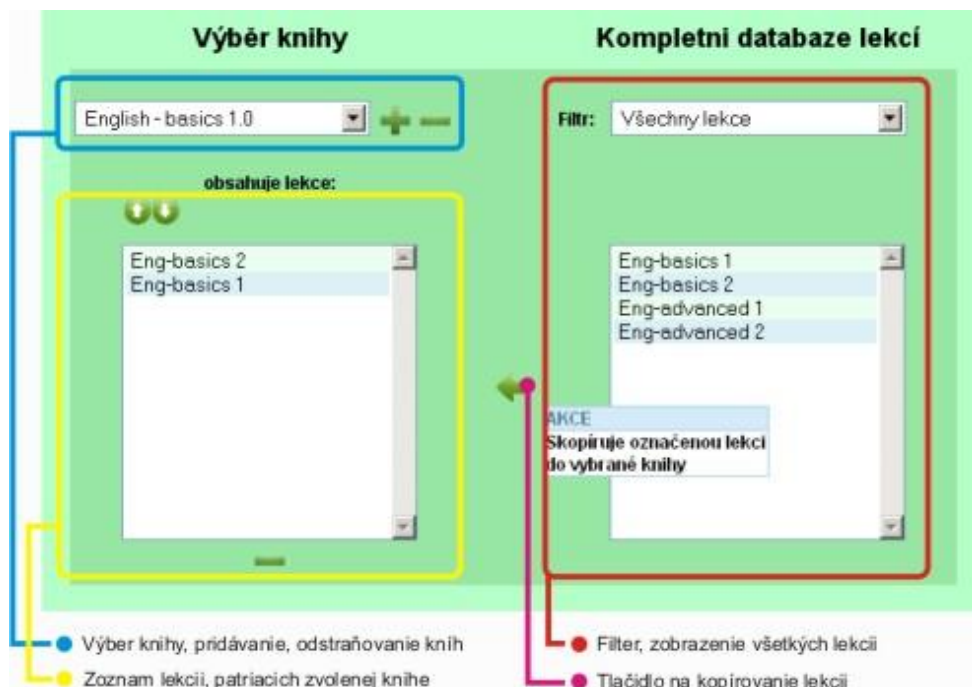 Výběr knihy
Kompletni databaze lekcí
English - basics 1.0
Filtr: Všechny lekce
obsahuje lekce:
Eng-basics 2
Eng-basics 1
Eng-basics 1
Eng-basics 2
Eng-advanced 1
Eng-advanced 2
AKCE
Skopíruje označenou lekci
do vybrané knihy
Výber knihy, pridávanie, odstraňovanie kníh
Zoznam lekcii, patriacich zvolenej knihe
Filter, zobrazenie všetkých lekcii
Tlačidlo na kopírovanie lekcii